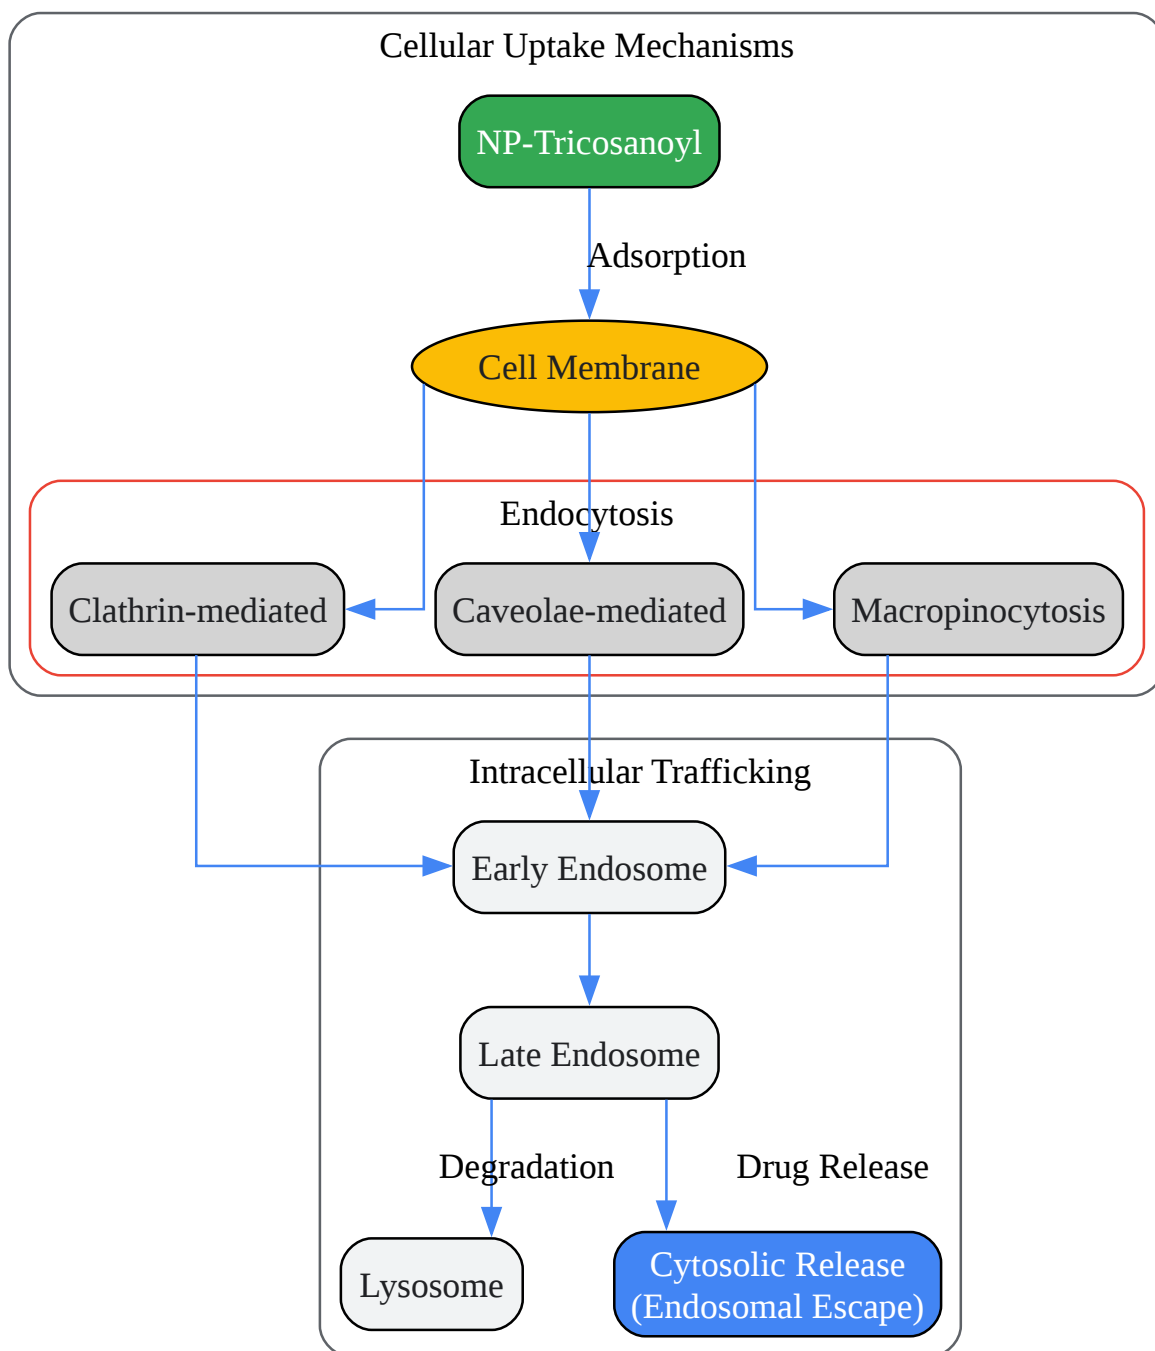 Cellular Uptake Mechanisms
NP-Tricosanoyl
Adsorption
Cell Membrane
Endocytosis
Clathrin-mediated
Caveolae-mediated
Macropinocytosis
Intracellular Trafficking
Early Endosome
Late Endosome
Degradation
Drug Release
Lysosome
Cytosolic Release
(Endosomal Escape)